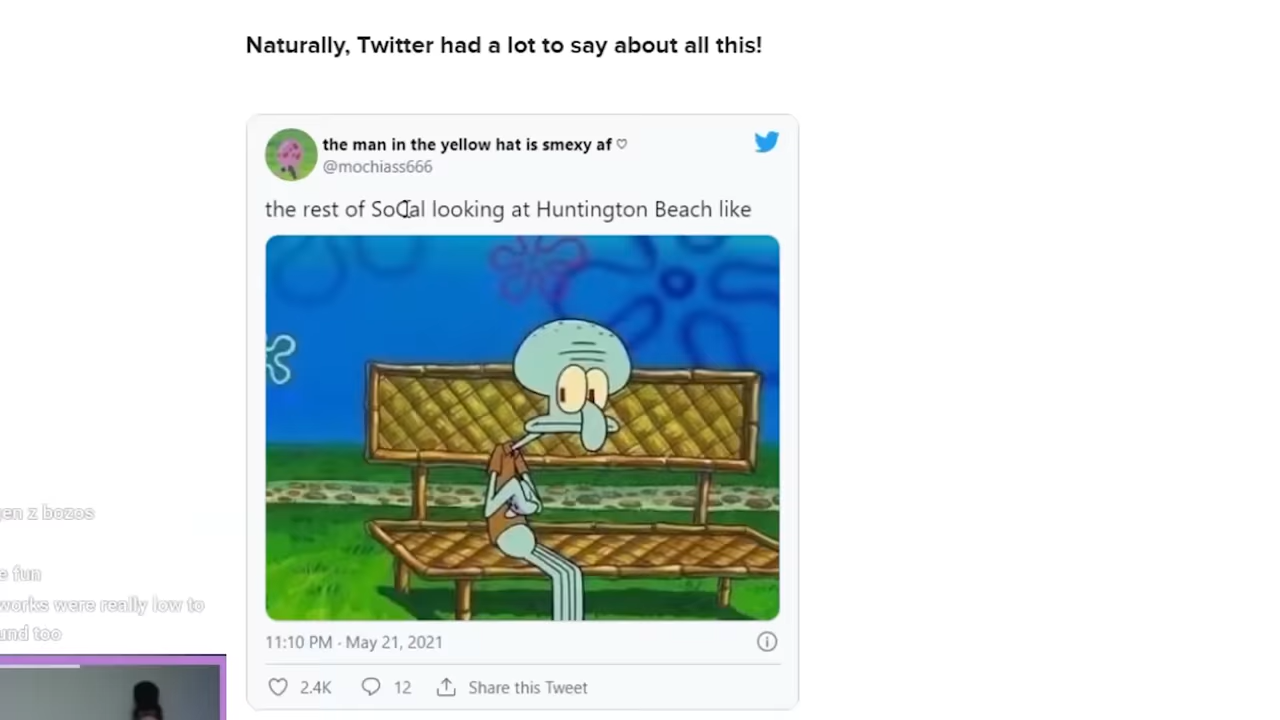 Naturally, Twitter had a lot to say about all this!
the man in the yellow hat is smexy af ♡
@mochiass666
the rest of SoCal looking at Huntington Beach like
gen z bozos
e fun
works were really low to
und too
11:10 PM · May 21, 2021
2.4K 12 Share this Tweet